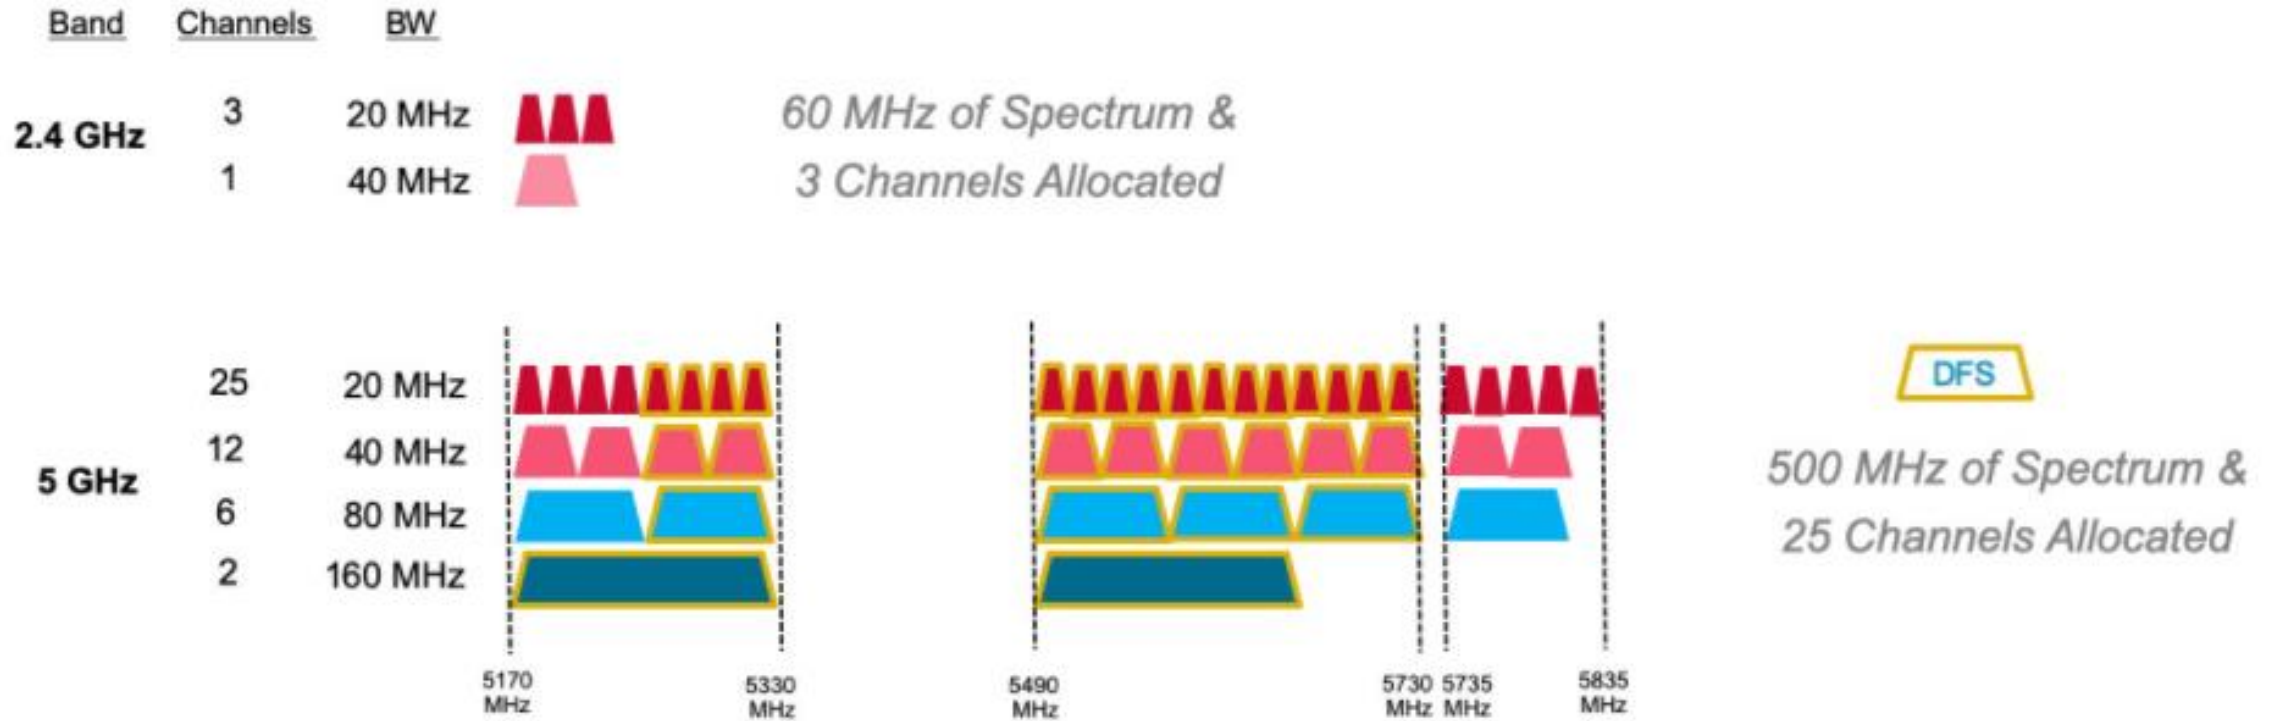 Band Channels BW
3 20 MHz 60 MHz of Spectrum &
2.4 GHz
1 40 MHz 3 Channels Allocated
25 20 MHz DFS
12 40 MHz 500 MHz of Spectrum &
5 GHz
6 80 MHz 25 Channels Allocated
2 160 MHz
5170 MHz
5330 MHz
5490 MHz
5730 MHz
5735 MHz
5835 MHz